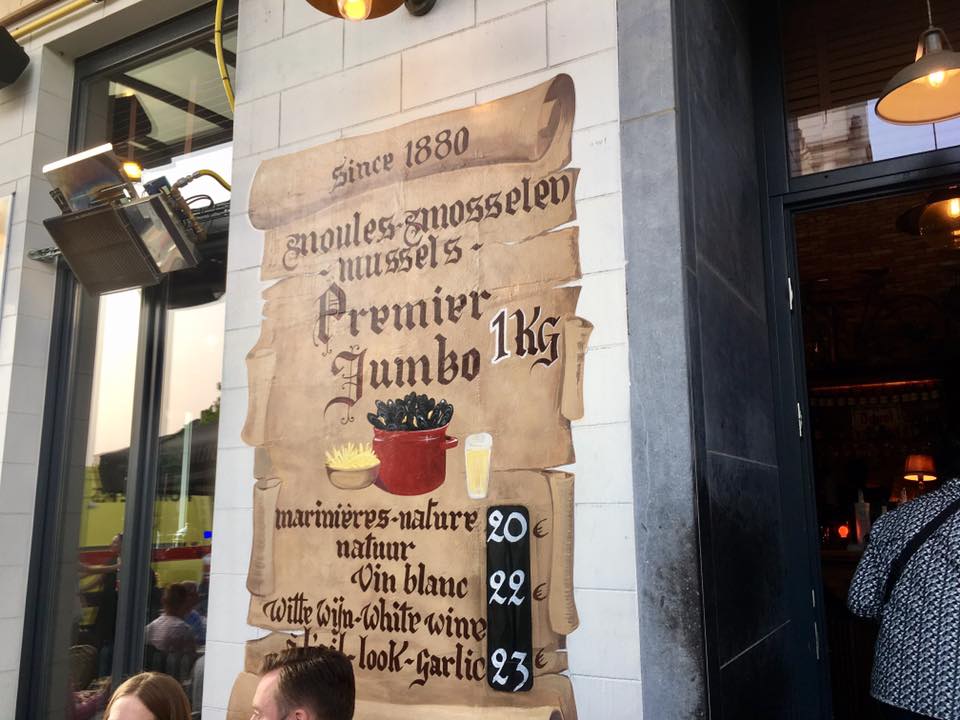 since 1880
moules-mosselen
-mussels-
Premier
Jumbo 1KG
marinières-nature 20 €
natuur
Vin blanc 22 €
witte wijn-white wine
look-Garlic 23 €